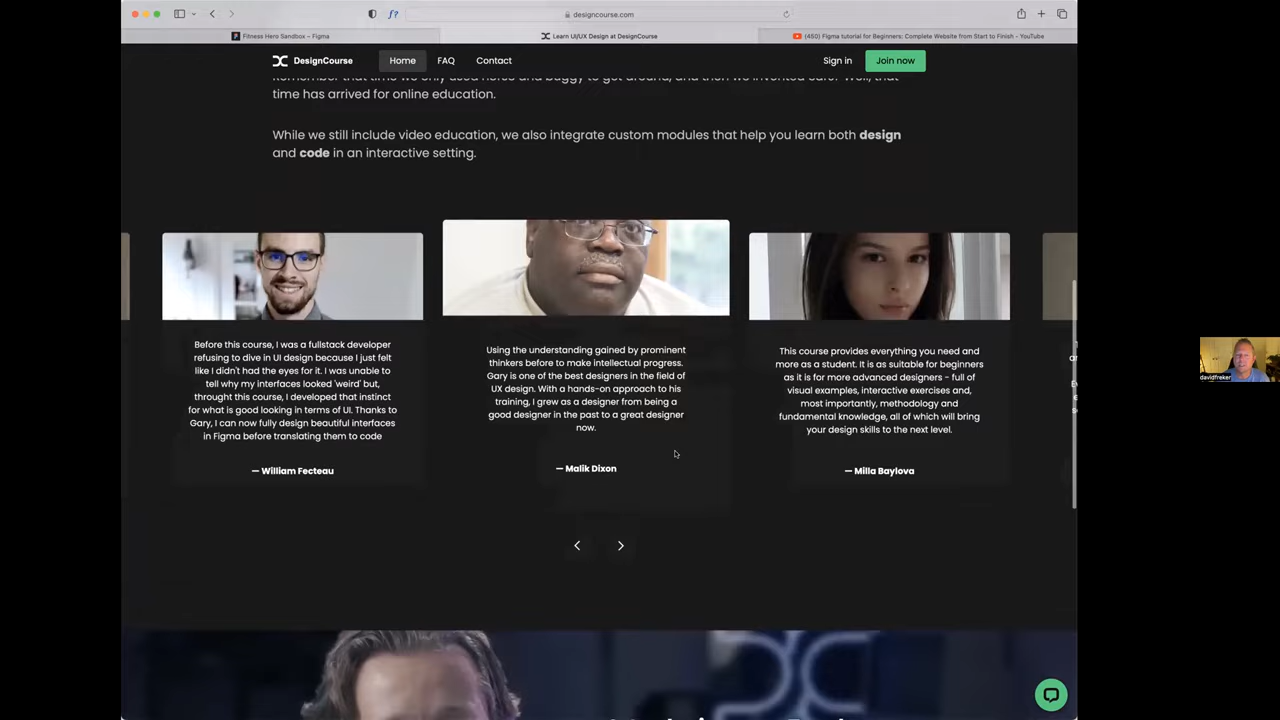 designcourse.com
Fitness Hero Sandbox – Figma
Learn UI/UX Design at DesignCourse
(450) Figma tutorial for Beginners: Complete Website from Start to Finish - YouTube
DesignCourse
Home
FAQ
Contact
Sign in
Join now
time has arrived for online education.
While we still include video education, we also integrate custom modules that help you learn both design
and code in an interactive setting.
Before this course, I was a fullstack developer
refusing to dive in UI design because I just felt
like I didn't had the eyes for it. I was unable to
tell why my interfaces looked 'weird' but,
throught this course, I developed that instinct
for what is good looking in terms of UI. Thanks to
Gary, I can now fully design beautiful interfaces
in Figma before translating them to code
— William Fecteau
Using the understanding gained by prominent
thinkers before to make intellectual progress.
Gary is one of the best designers in the field of
UX design. With a hands-on approach to his
training, I grew as a designer from being a
good designer in the past to a great designer
now.
— Malik Dixon
This course provides everything you need and
more as a student. It is as suitable for beginners
as it is for more advanced designers - full of
visual examples, interactive exercises and,
most importantly, methodology and
fundamental knowledge, all of which will bring
your design skills to the next level.
— Milla Baylova
davidfreker